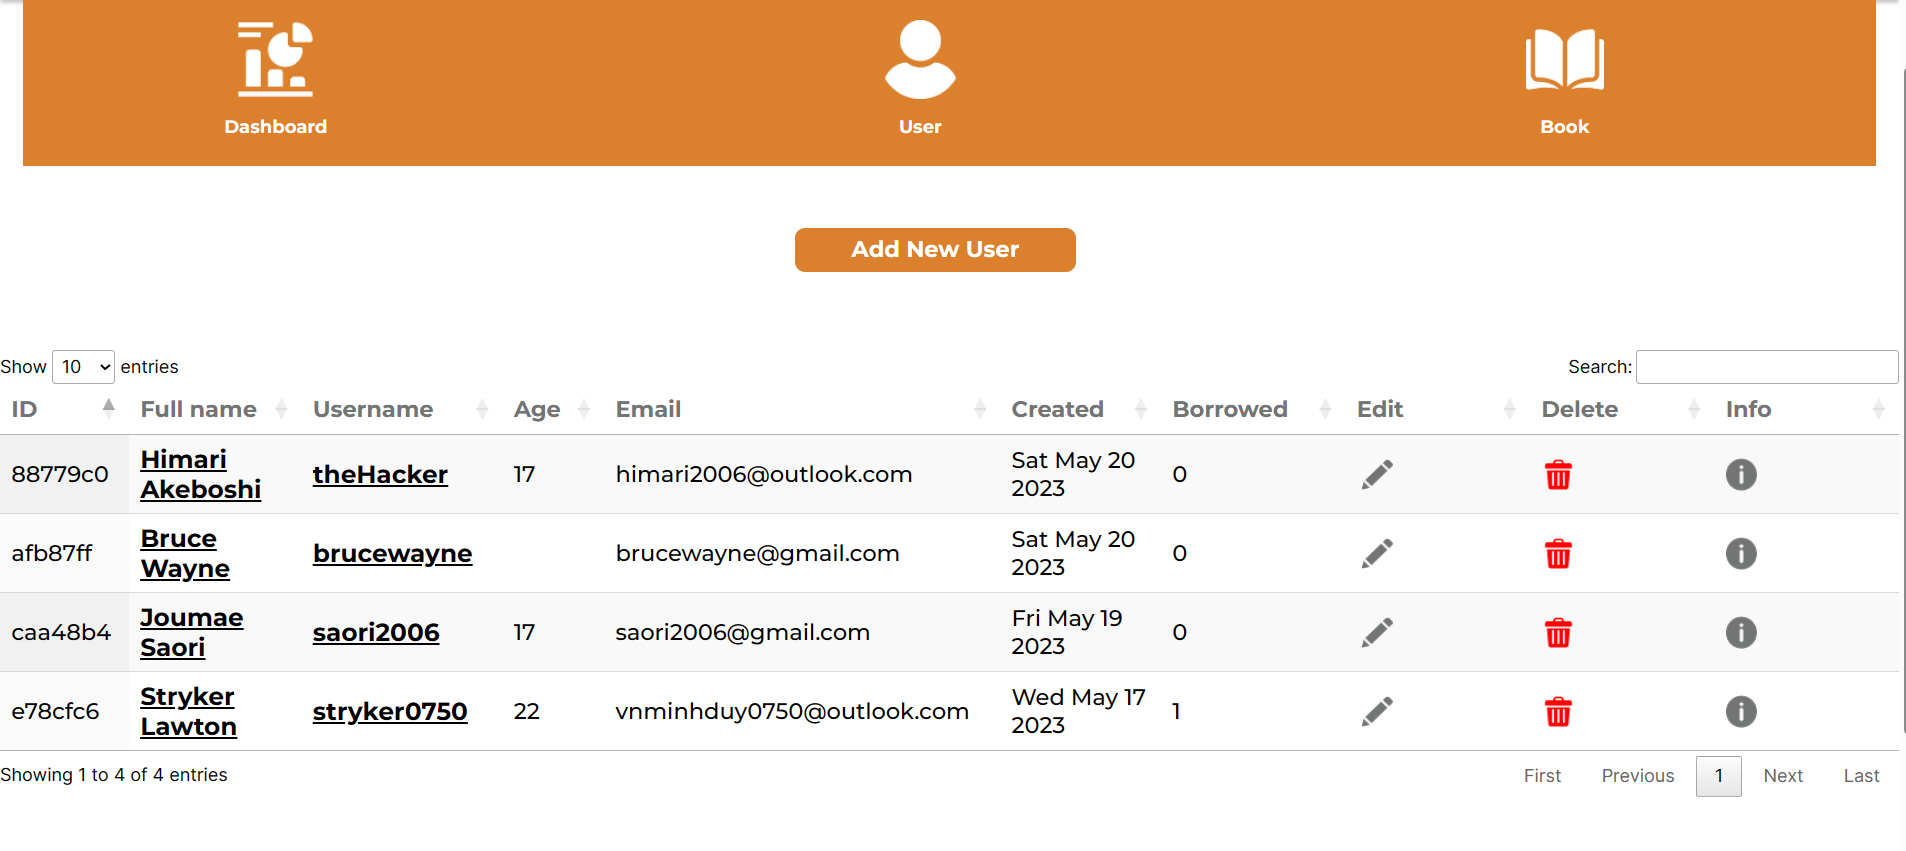 Dashboard User Book
Add New User
Show 10 entries Search:
ID Full name Username Age Email Created Borrowed Edit Delete Info
88779c0 Himari Akeboshi theHacker 17 himari2006@outlook.com Sat May 20 2023 0
afb87ff Bruce Wayne brucewayne brucewayne@gmail.com Sat May 20 2023 0
caa48b4 Joumae Saori saori2006 17 saori2006@gmail.com Fri May 19 2023 0
e78cfc6 Stryker Lawton stryker0750 22 vnminhduy0750@outlook.com Wed May 17 2023 1
Showing 1 to 4 of 4 entries First Previous 1 Next Last